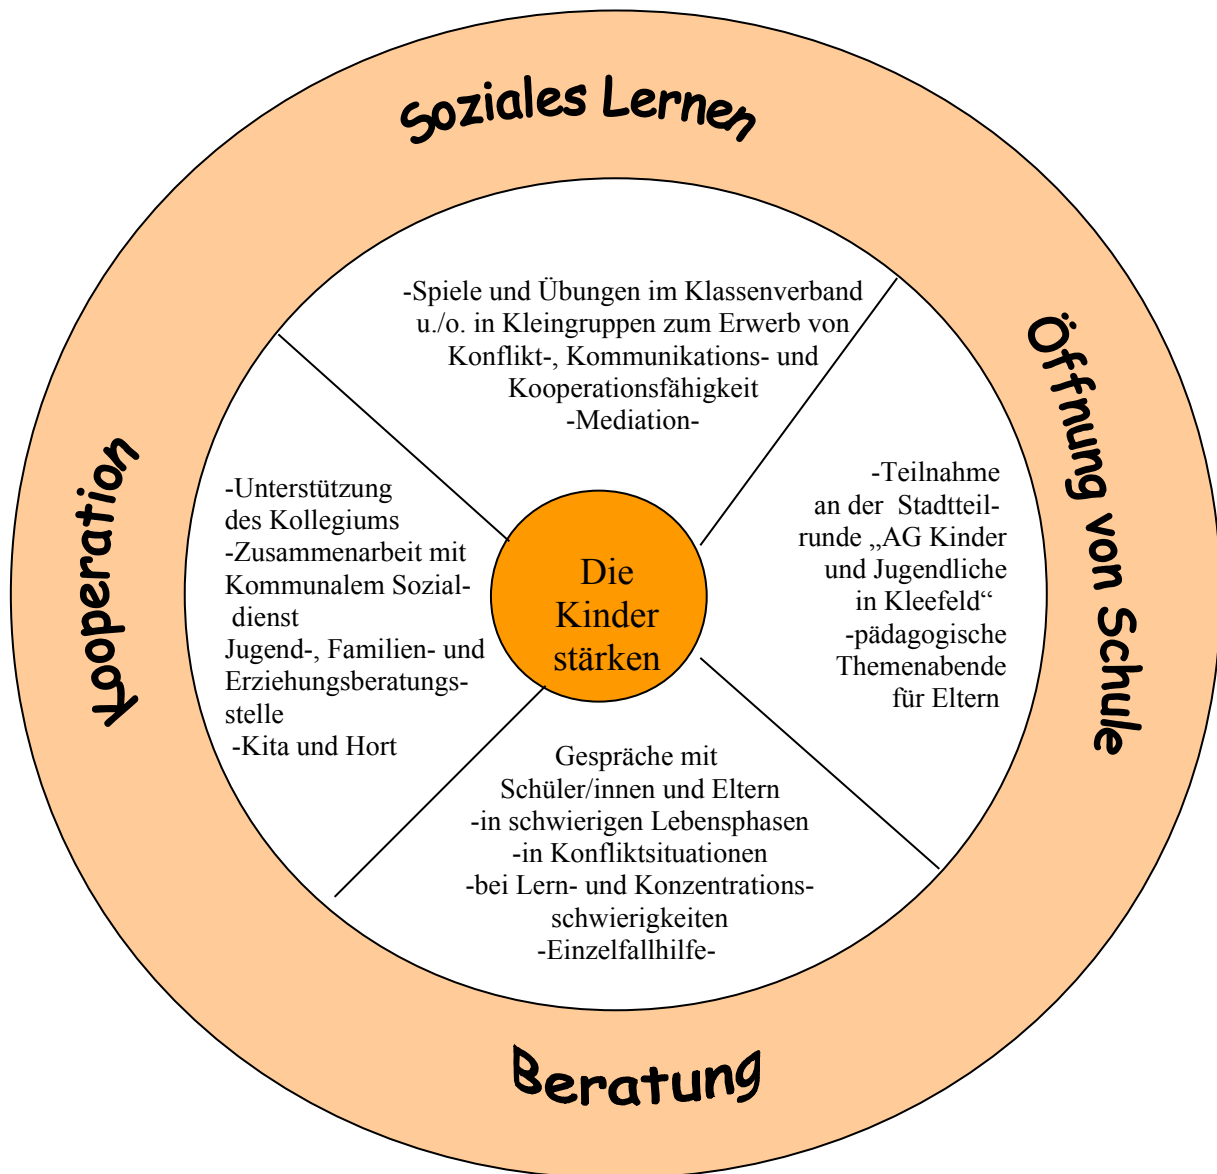 Soziales Lernen
-Spiele und Übungen im Klassenverband
u./o. in Kleingruppen zum Erwerb von
Konflikt-, Kommunikations- und
Kooperationsfähigkeit
-Mediation-
Öffnung von Schule
-Teilnahme
an der Stadtteil-
runde „AG Kinder
und Jugendliche
in Kleefeld“
-pädagogische
Themenabende
für Eltern
Kooperation
-Unterstützung
des Kollegiums
-Zusammenarbeit mit
Kommunalem Sozial-
dienst
Jugend-, Familien- und
Erziehungsberatungs-
stelle
-Kita und Hort
Die
Kinder
stärken
Gespräche mit
Schüler/innen und Eltern
-in schwierigen Lebensphasen
-in Konfliktsituationen
-bei Lern- und Konzentrations-
schwierigkeiten
-Einzelfallhilfe-
Beratung